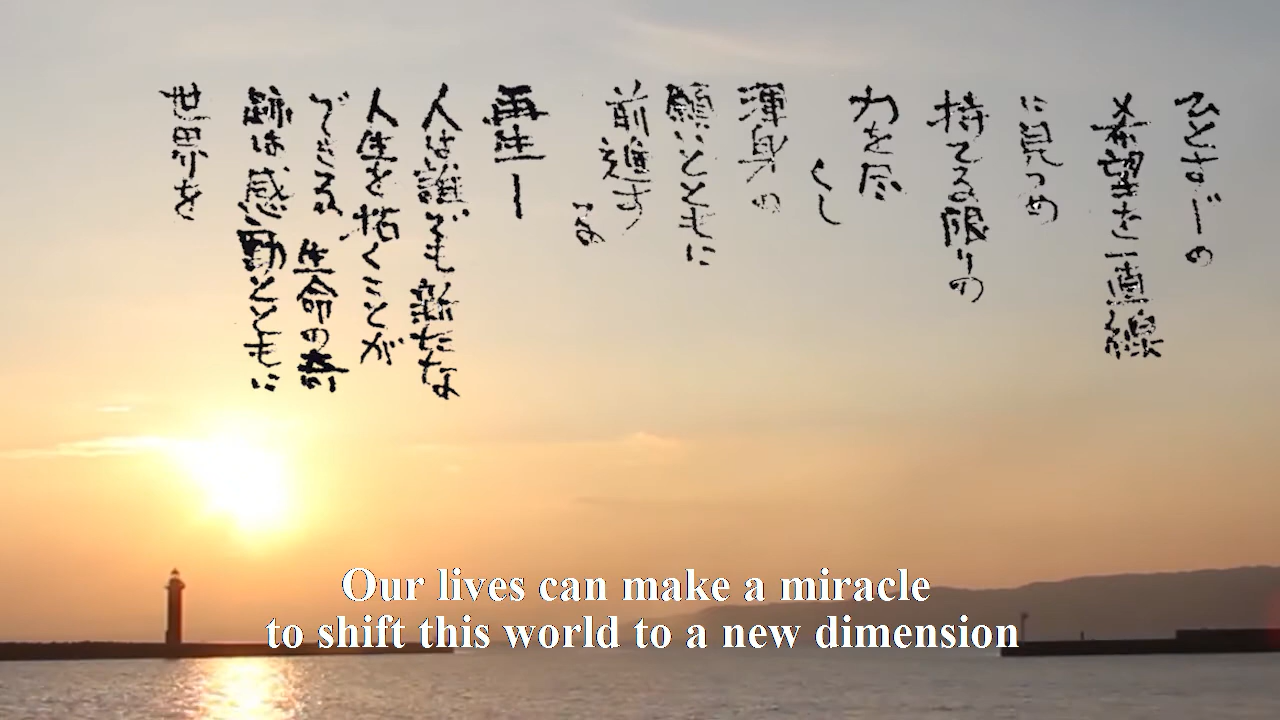 ひとすじの
希望を一直線
に見つめ
持てる限りの
力を尽
くし
渾身の
願いとともに
前進す
る
再生ー
人は誰でも新たな
人生を描くことが
できる 生命の奇
跡は感動とともに
世界を
Our lives can make a miracle
to shift this world to a new dimension